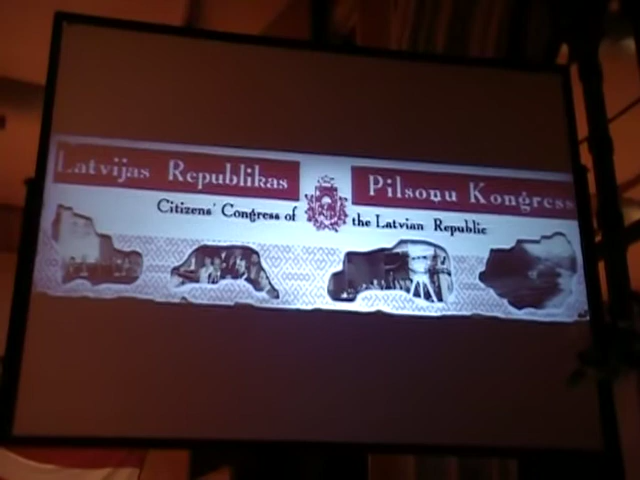 Latvijas Republikas Pilsoņu Kongress
Citizens' Congress of the Latvian Republic